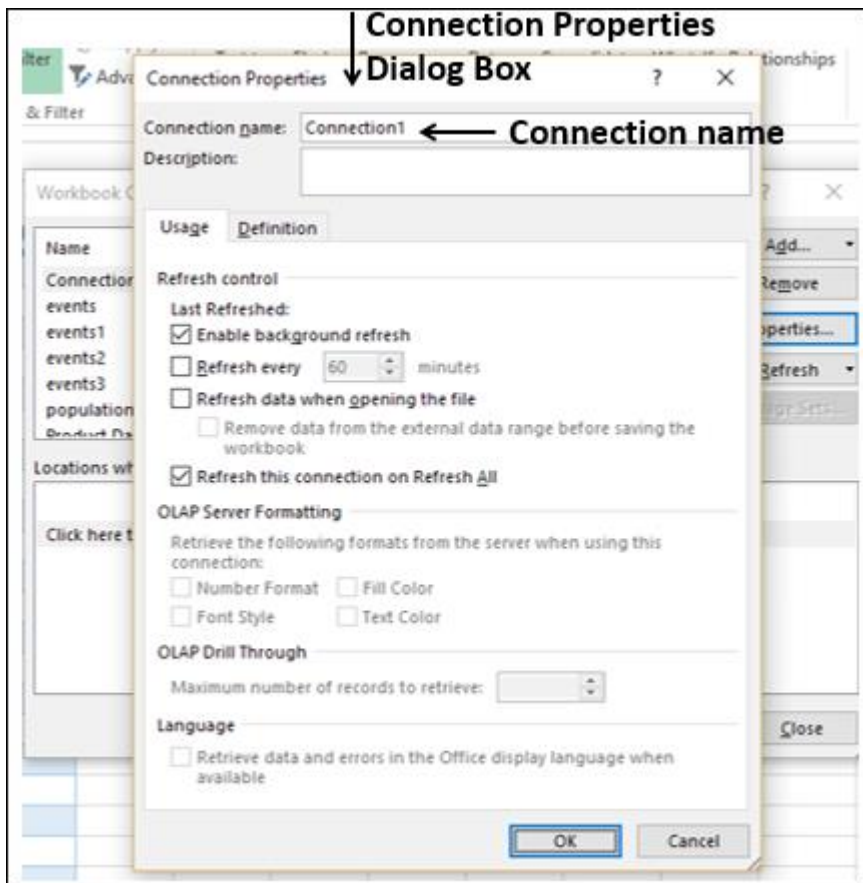 Connection Properties
Dialog Box
Connection name
tionships
& Filter
Connection Properties ? ×
Connection name: Connection1
Description:
Workbook ? ×
Usage Definition
Name
Connection
events
events1
events2
events3
population
Add...
Remove
perties...
Refresh
Refresh control
Last Refreshed:
Enable background refresh
Refresh every 60 minutes
Refresh data when opening the file
Remove data from the external data range before saving the
workbook
Refresh this connection on Refresh All
Locations wh
Click here t
OLAP Server Formatting
Retrieve the following formats from the server when using this
connection:
Number Format Fill Color
Font Style Text Color
OLAP Drill Through
Maximum number of records to retrieve:
Language
Retrieve data and errors in the Office display language when
available
Close
OK Cancel